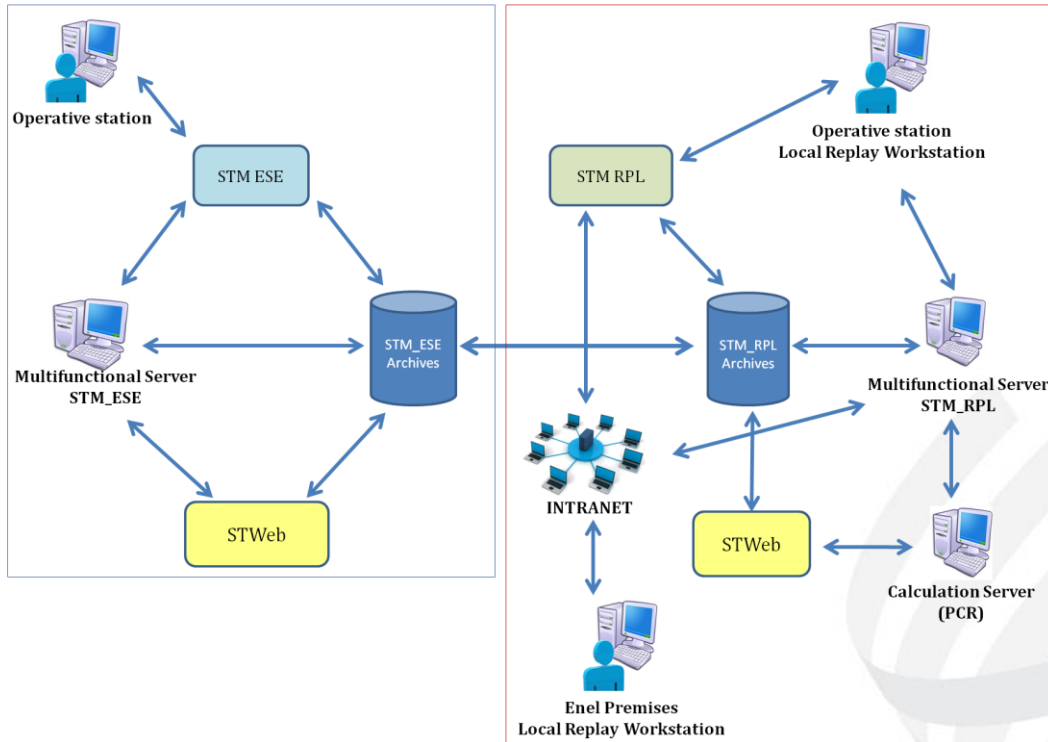 Operative station
STM ESE
Multifunctional Server
STM_ESE
STM_ESE
Archives
STWeb
Operative station
Local Replay Workstation
STM RPL
STM_RPL
Archives
Multifunctional Server
STM_RPL
INTRANET
STWeb
Calculation Server
(PCR)
Enel Premises
Local Replay Workstation